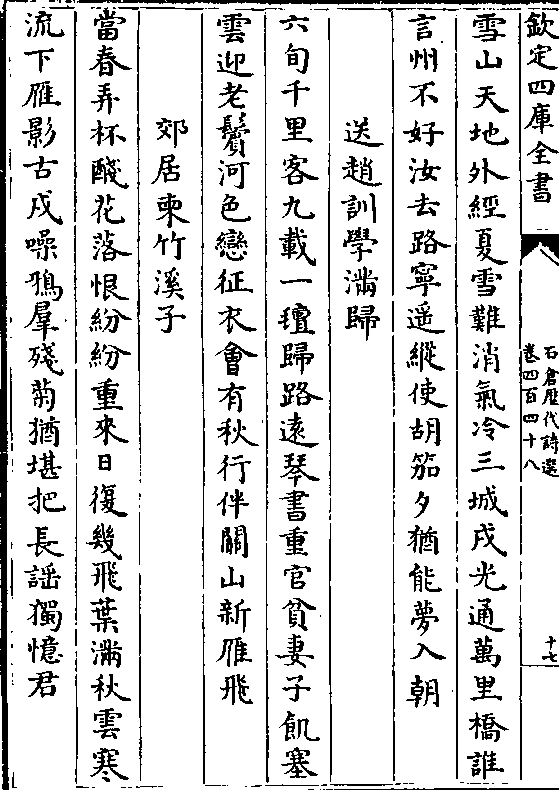 欽定四庫全書
石倉歷代詩選
卷四百四十八
十七
雪山天地外經夏雪難消氣冷三城戍光通萬里橋誰
言州不好汝去路寧遥縱使胡笳夕猶能夢入朝
送趙訓學滿歸
六旬千里客九載一壇歸路逺琴書重官貧妻子飢塞
雲迎老鬢河色戀征衣會有秋行伴關山新雁飛
郊居柬竹溪子
當春弄杯醆花落恨紛紛重來日復幾飛葉滿秋雲寒
流下雁影古戍噪鴉羣殘菊猶堪把長謡獨憶君